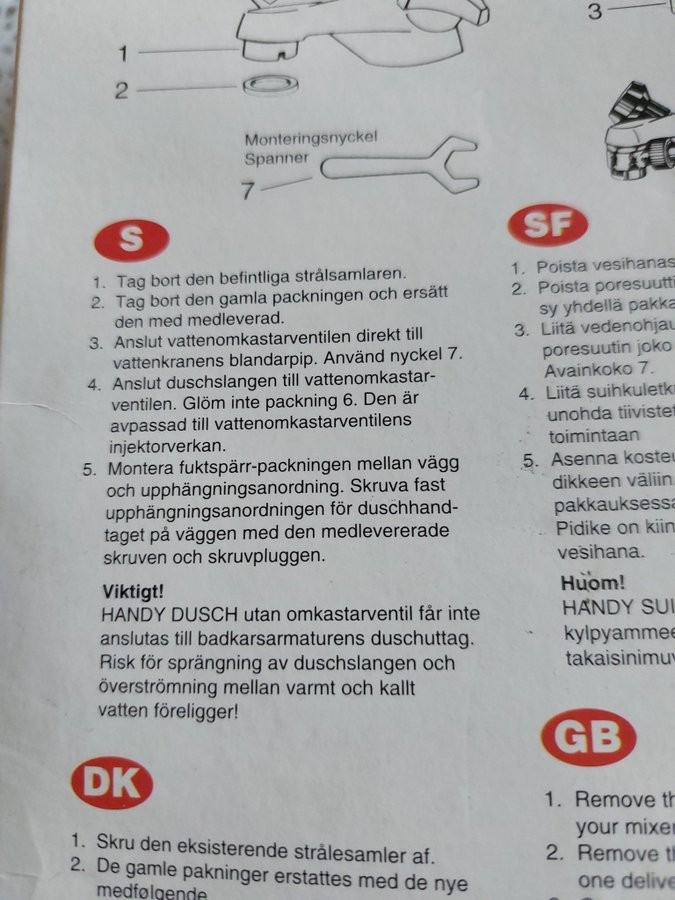 1
2
3
Monteringsnyckel
Spanner
7
S
1. Tag bort den befintliga strålsamlaren.
2. Tag bort den gamla packningen och ersätt
den med medleverad.
3. Anslut vattenomkastarventilen direkt till
vattenkranens blandarpip. Använd nyckel 7.
4. Anslut duschslangen till vattenomkastar-
ventilen. Glöm inte packning 6. Den är
avpassad till vattenomkastarventilens
injektorverkan.
5. Montera fuktspärr-packningen mellan vägg
och upphängningsanordning. Skruva fast
upphängningsanordningen för duschhand-
taget på väggen med den medlevererade
skruven och skruvpluggen.
Viktigt!
HANDY DUSCH utan omkastarventil får inte
anslutas till badkarsarmaturens duschuttag.
Risk för sprängning av duschslangen och
överströmning mellan varmt och kallt
vatten föreligger!
DK
1. Skru den eksisterende strålesamler af.
2. De gamle pakninger erstattes med de nye
medfølgende
SF
1. Poista vesihanas
2. Poista poresuutti
sy yhdellä pakka
3. Liitä vedenohjau
poresuutin joko
Avainkoko 7.
4. Liitä suihkuletku
unohda tiivistet
toimintaan
5. Asenna kosteu
dikkeen väliin
pakkauksessa
Pidike on kiin
vesihana.
Huom!
HANDY SUI
kylpyammee
takaisinimuv
GB
1. Remove th
your mixer
2. Remove th
one delive